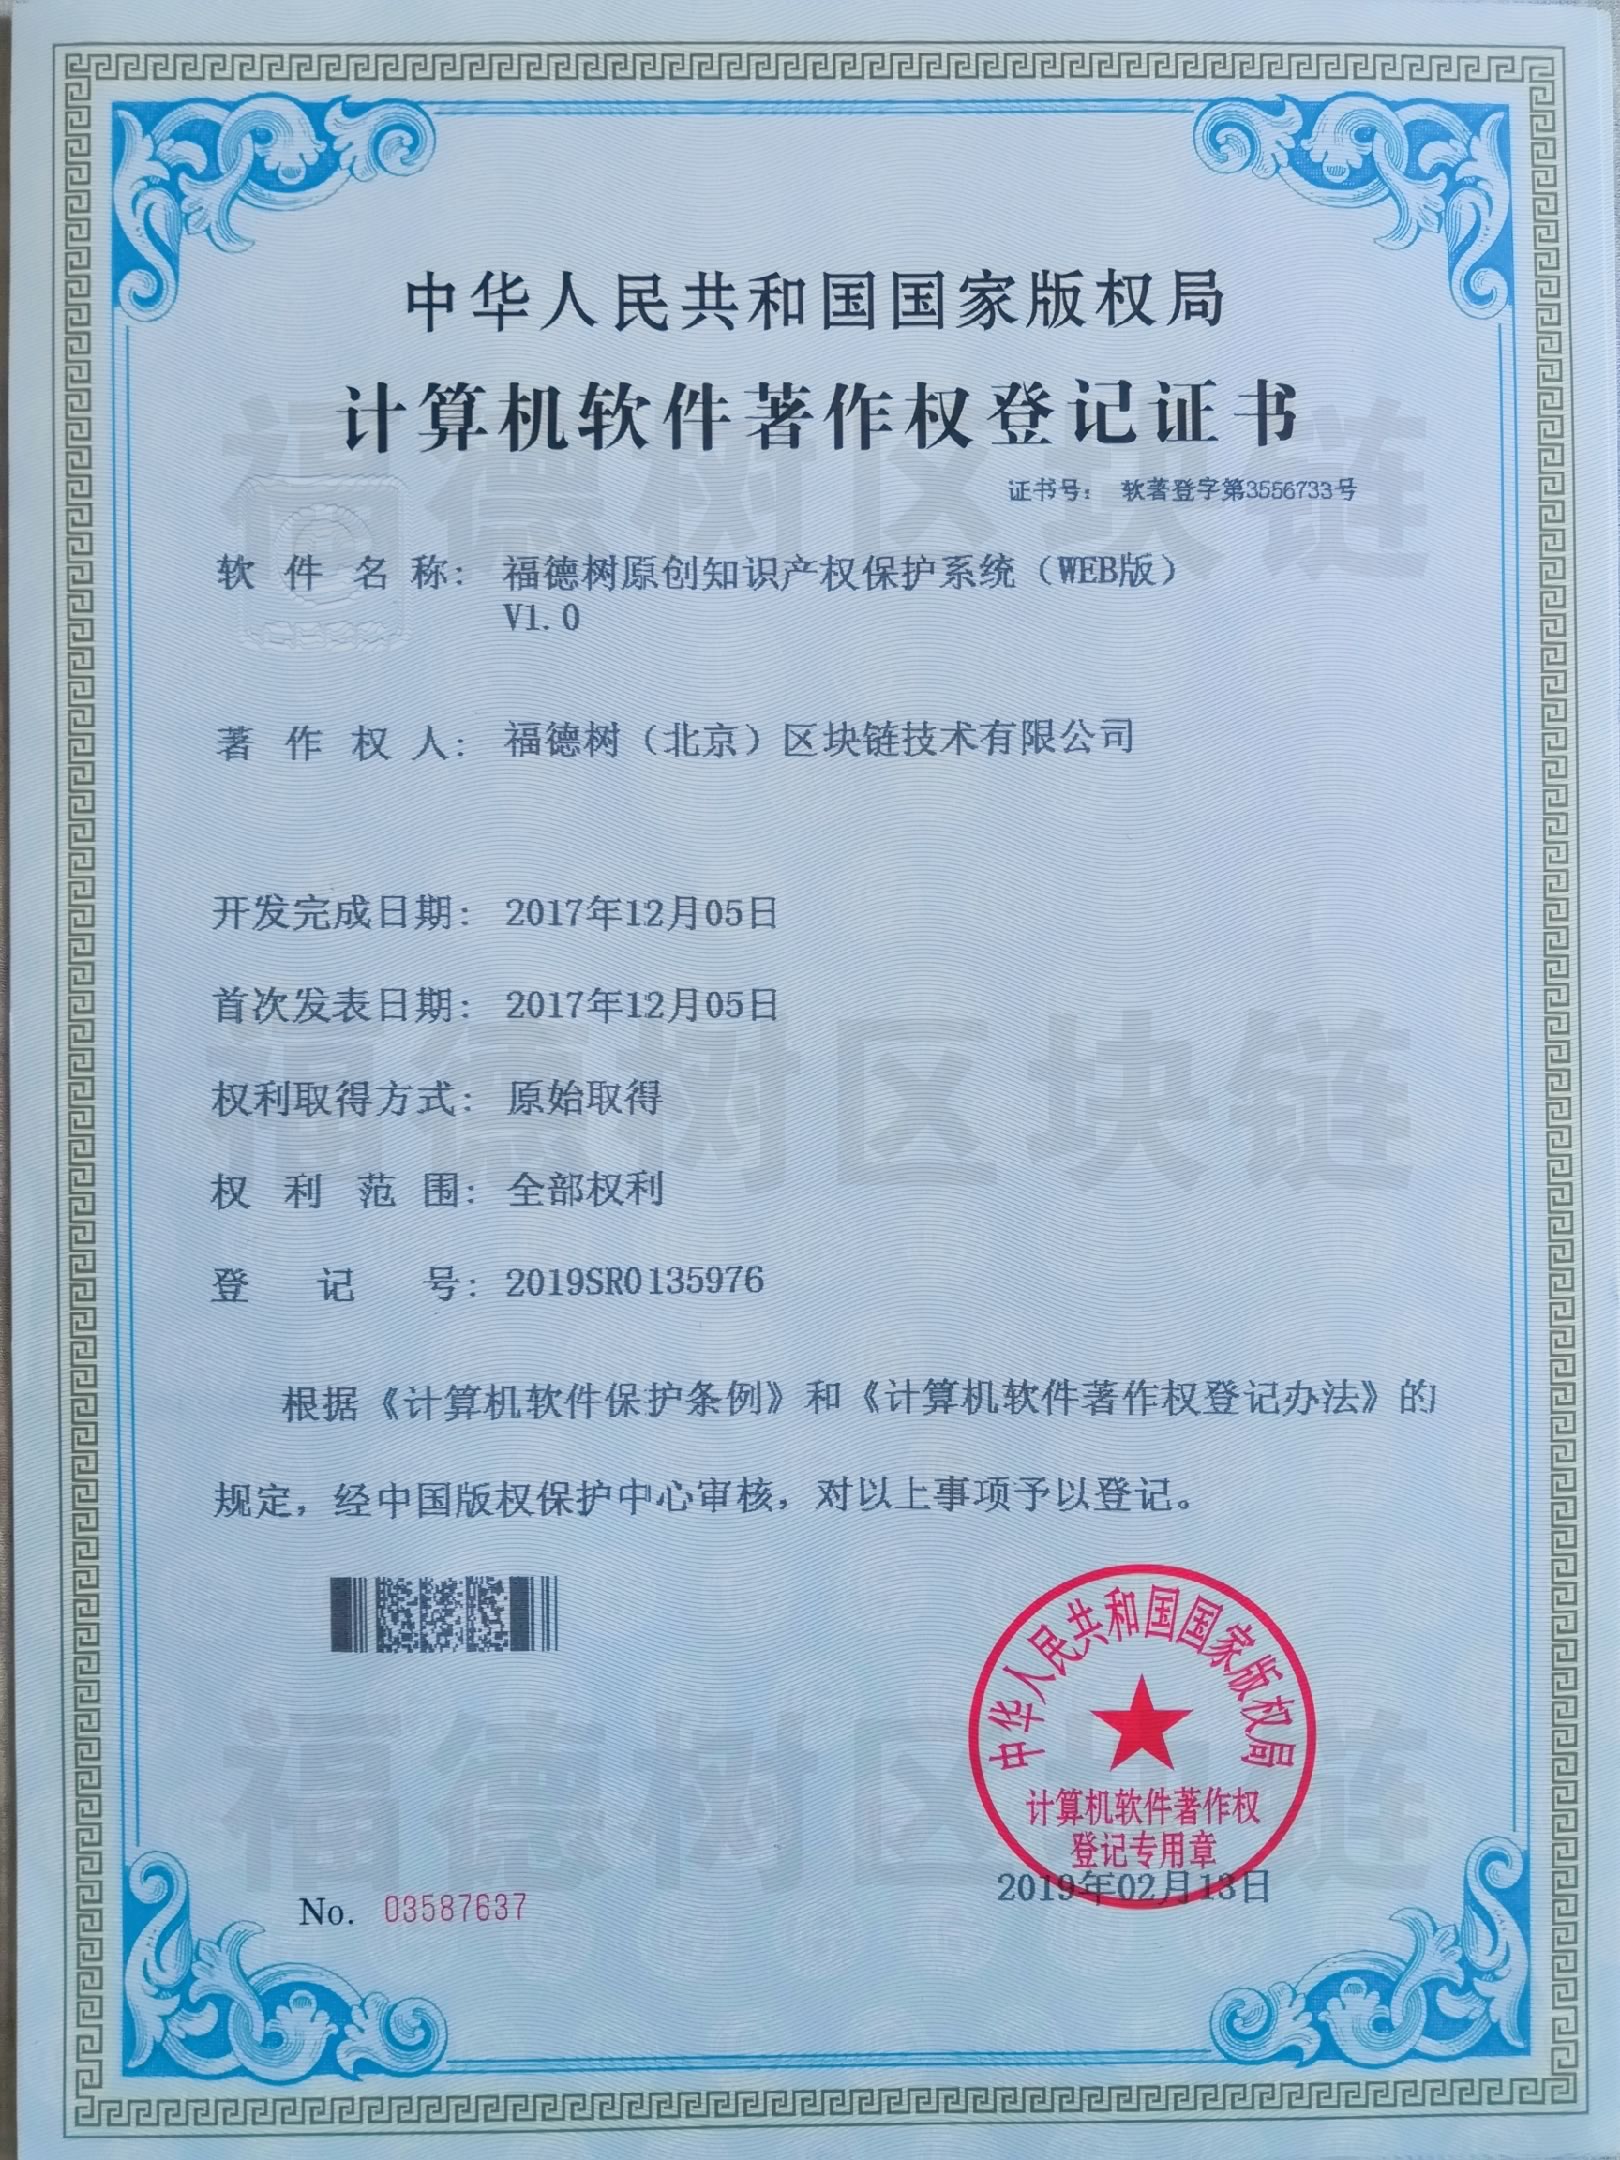 中华人民共和国国家版权局
计算机软件著作权登记证书
证书号： 软著登字第3556733号
软件名称： 福德树原创知识产权保护系统（WEB版）
V1.0
著作权人： 福德树（北京）区块链技术有限公司
开发完成日期： 2017年12月05日
首次发表日期： 2017年12月05日
权利取得方式： 原始取得
权利范围： 全部权利
登记号： 2019SR0135976
根据《计算机软件保护条例》和《计算机软件著作权登记办法》的
规定，经中国版权保护中心审核，对以上事项予以登记。
中华人民共和国国家版权局
计算机软件著作权
登记专用章
2019年02月13日
No. 03587637
福德树区块链
福德树区块链
福德树区块链